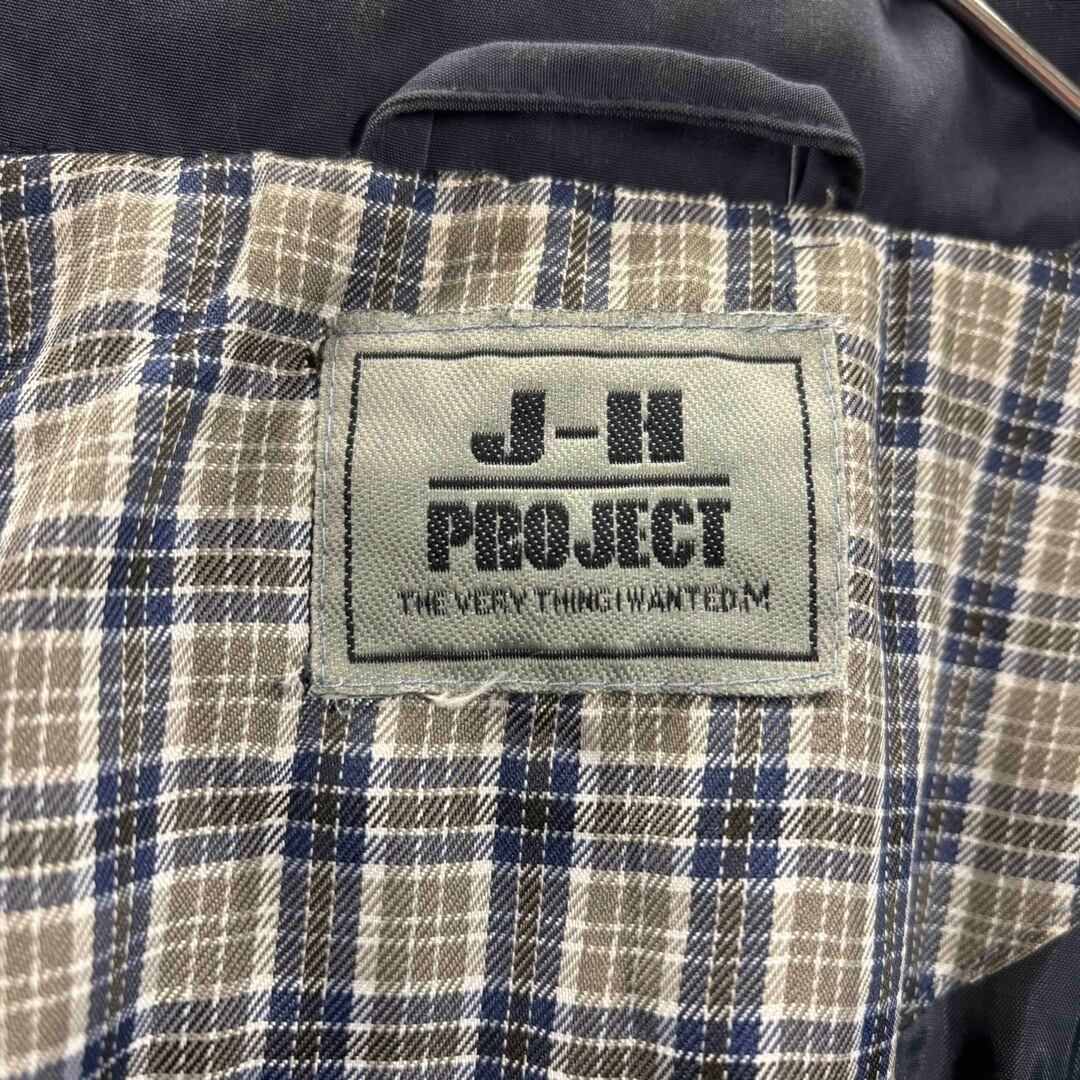 J-H
PROJECT
THE VERY THING I WANTED.M